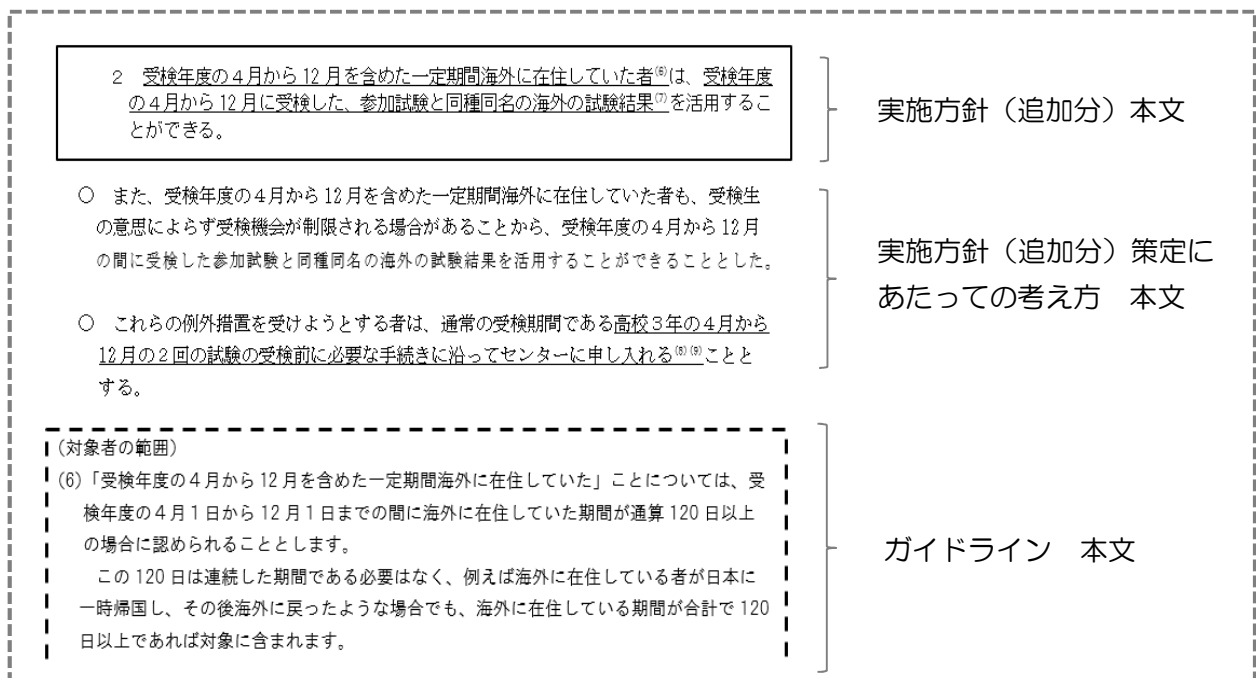 2 受検年度の4月から12月を含めた一定期間海外に在住していた者(6)は、受検年度
の4月から12月に受検した、参加試験と同種同名の海外の試験結果(7)を活用するこ
とができる。
実施方針(追加分)本文
○ また、受検年度の4月から12月を含めた一定期間海外に在住していた者も、受検生
の意思によらず受検機会が制限される場合があることから、受検年度の4月から12月
の間に受検した参加試験と同種同名の海外の試験結果を活用することができることとした。
○ これらの例外措置を受けようとする者は、通常の受検期間である高校3年の4月から
12月の2回の試験の受検前に必要な手続きに沿ってセンターに申し入れる(8)(9)ことと
する。
実施方針(追加分)策定に
あたっての考え方 本文
(対象者の範囲)
(6)「受検年度の4月から12月を含めた一定期間海外に在住していた」ことについては、受
検年度の4月1日から12月1日までの間に海外に在住していた期間が通算120日以上
の場合に認められることとします。
この120日は連続した期間である必要はなく、例えば海外に在住している者が日本に
一時帰国し、その後海外に戻ったような場合でも、海外に在住している期間が合計で120
日以上であれば対象に含まれます。
ガイドライン 本文